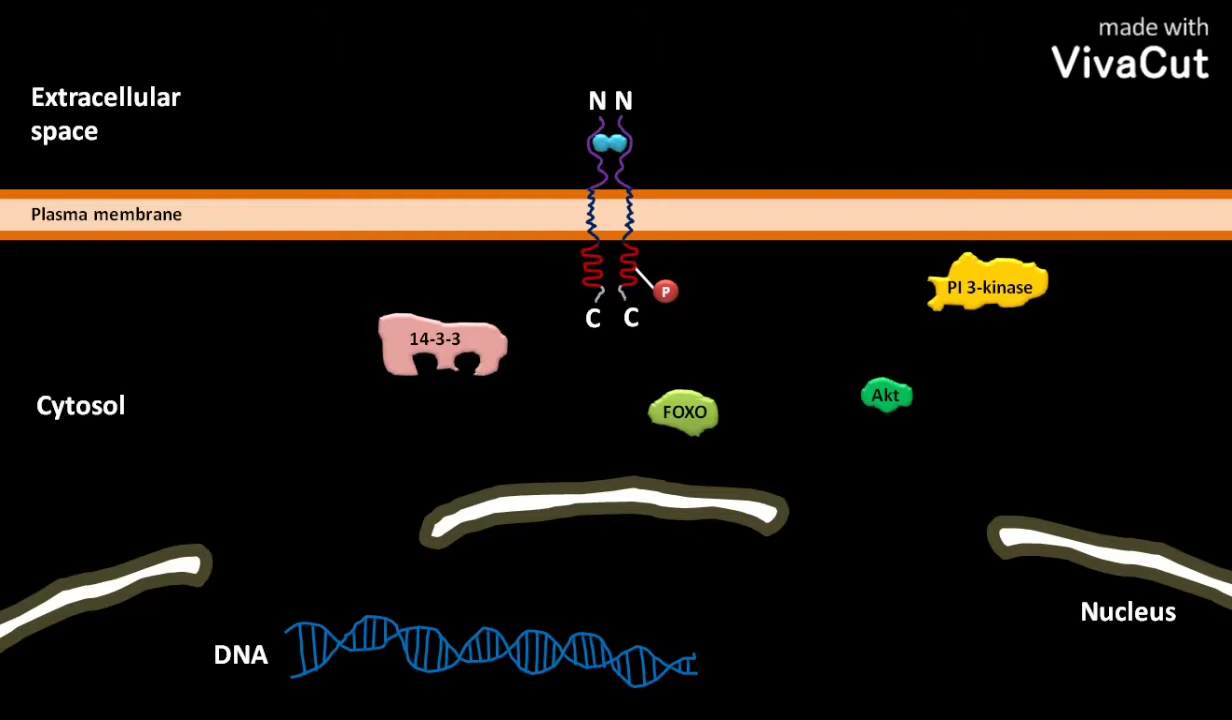 made with
VivaCut
Extracellular
space
N N
Plasma membrane
P
PI 3-kinase
C C
14-3-3
Akt
Cytosol
FOXO
Nucleus
DNA